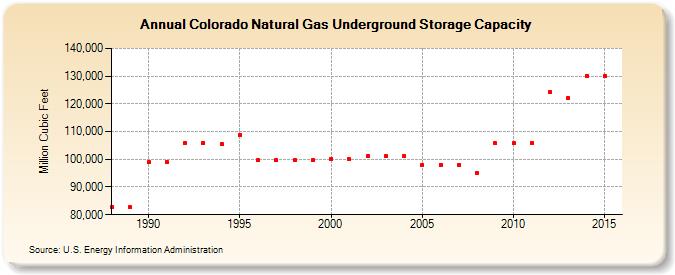 Annual Colorado Natural Gas Underground Storage Capacity
Million Cubic Feet
140,000
130,000
120,000
110,000
100,000
90,000
80,000
1990 1995 2000 2005 2010 2015
Source: U.S. Energy Information Administration